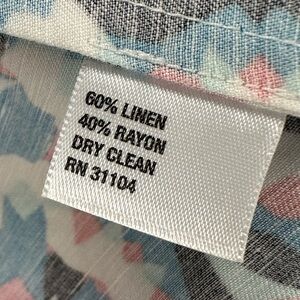 60% LINEN
40% RAYON
DRY CLEAN
RN 31104